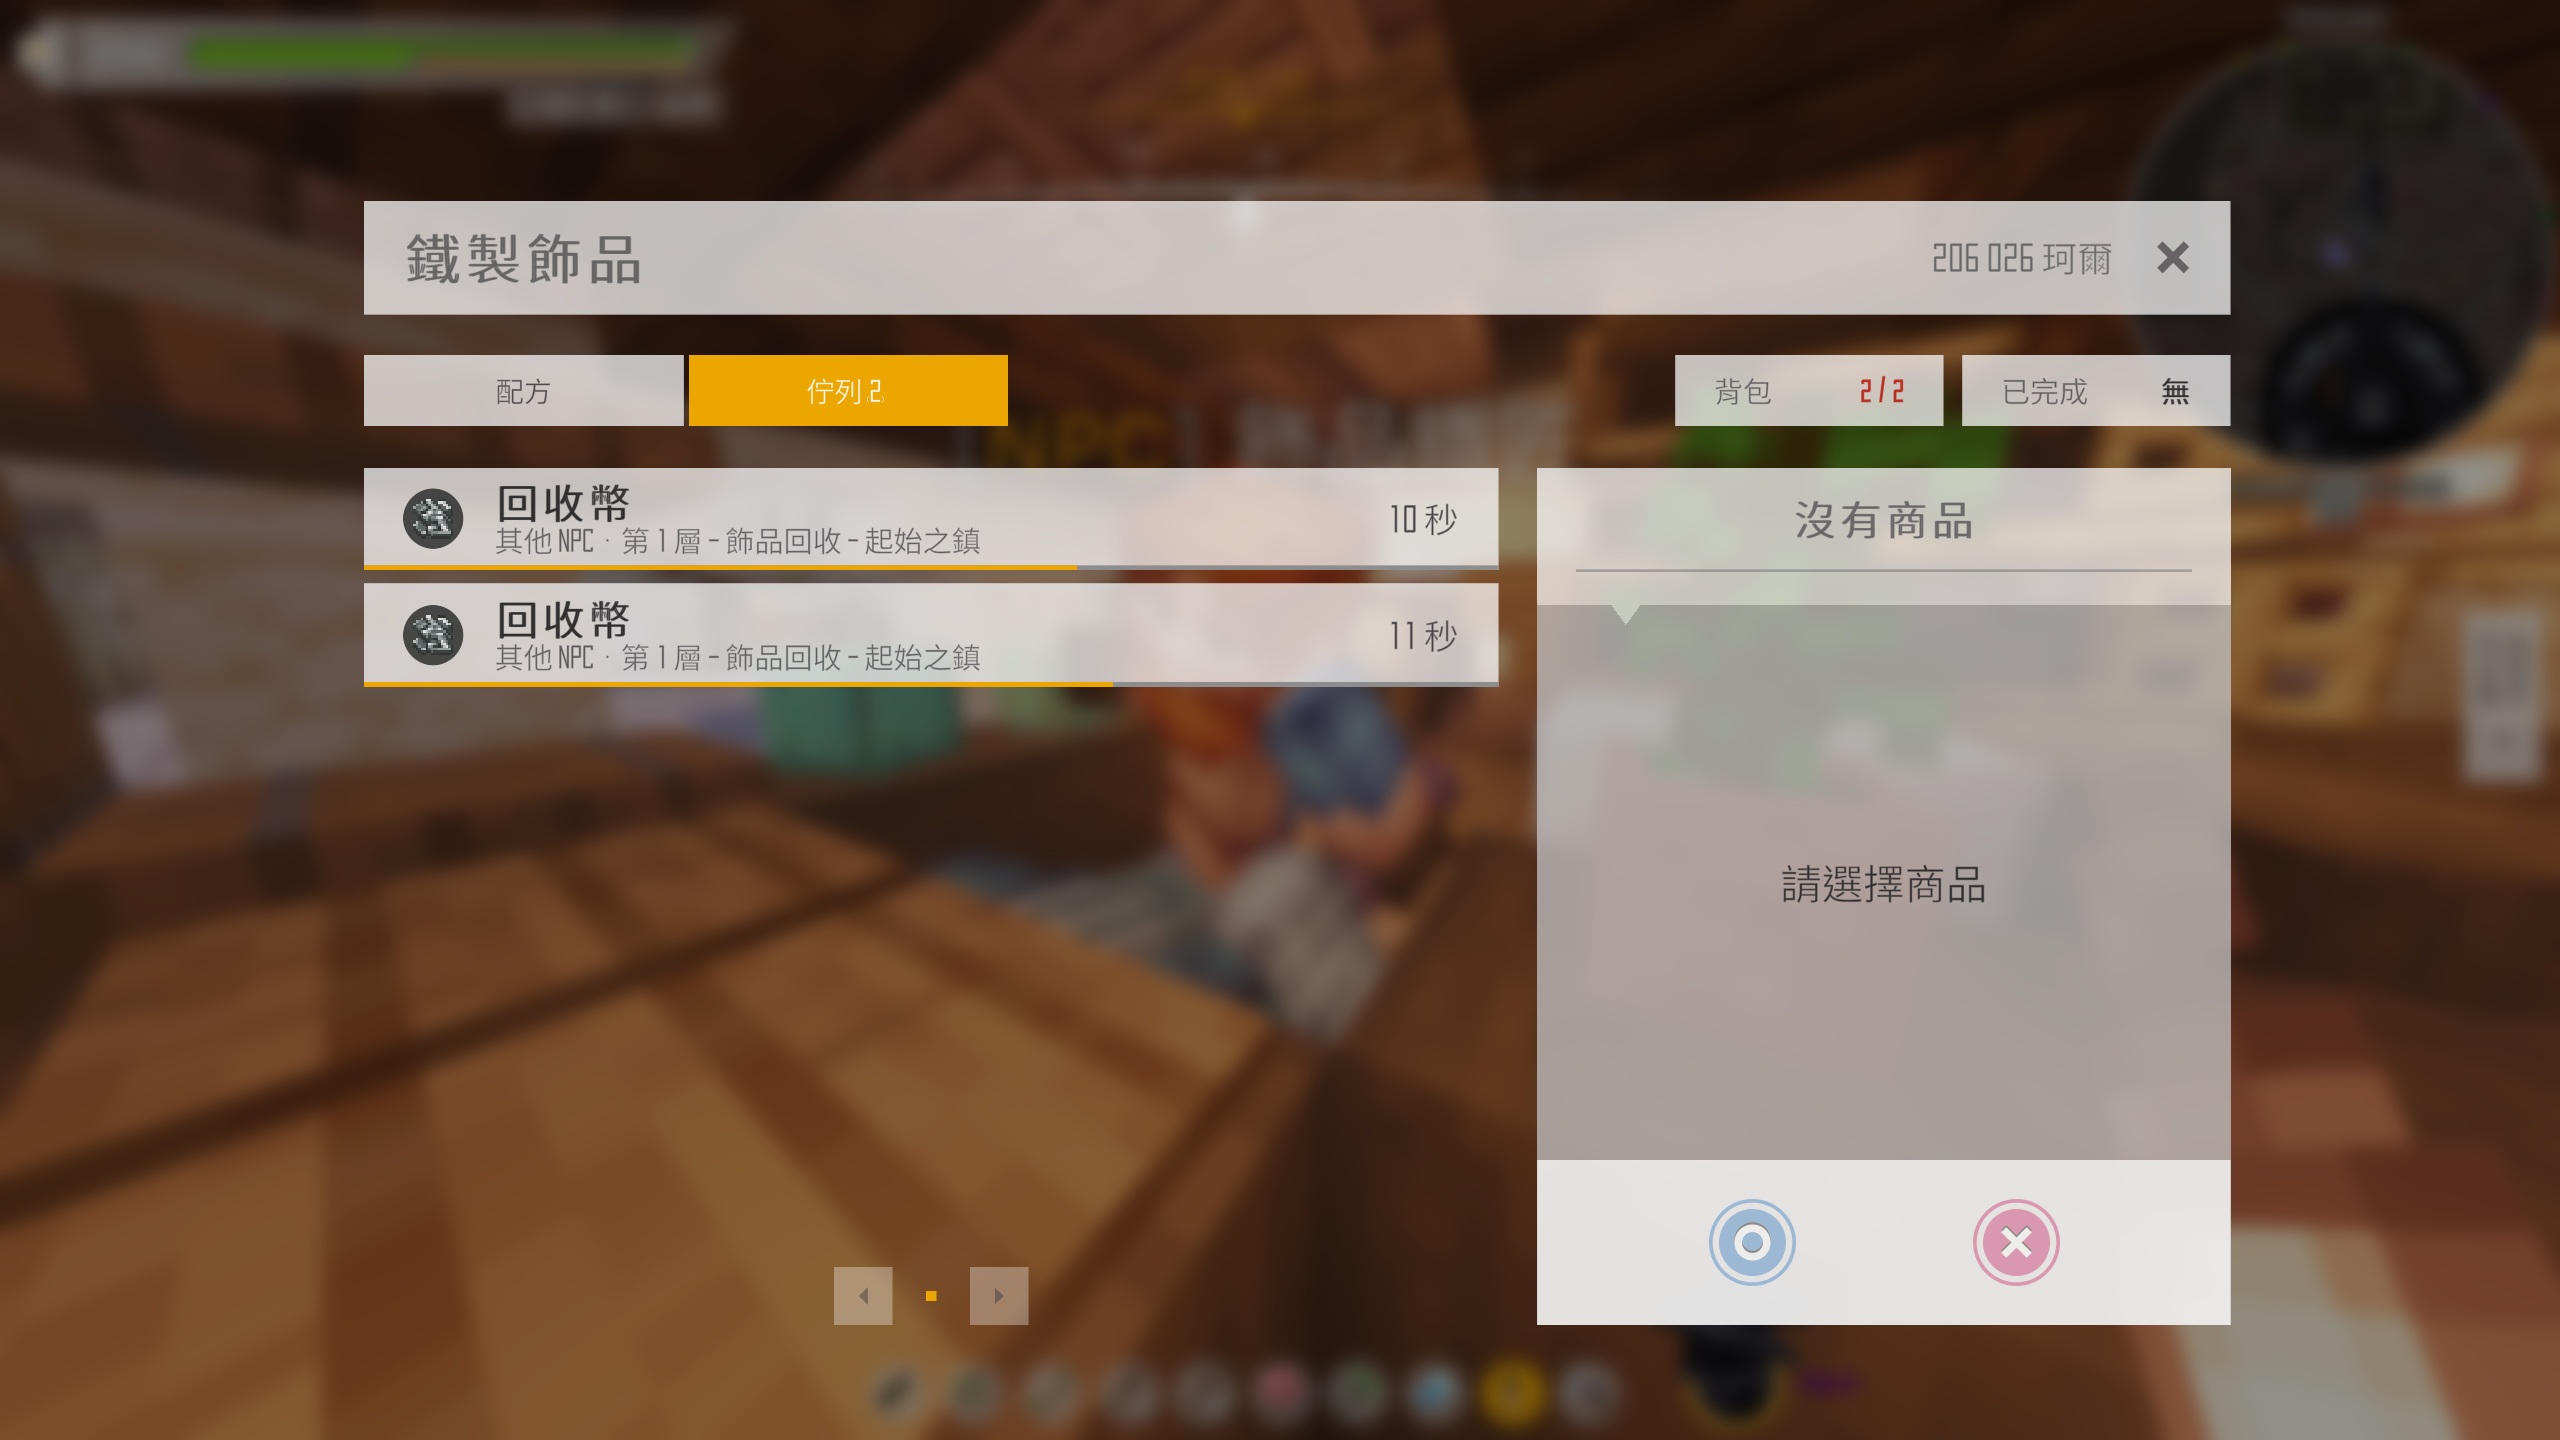 鐵製飾品
206 026 珂爾
配方
佇列(2)
背包 2/2
已完成 無
回收幣
其他 NPC · 第 1 層 - 飾品回收 - 起始之鎮
10 秒
回收幣
其他 NPC · 第 1 層 - 飾品回收 - 起始之鎮
11 秒
沒有商品
請選擇商品
NPC